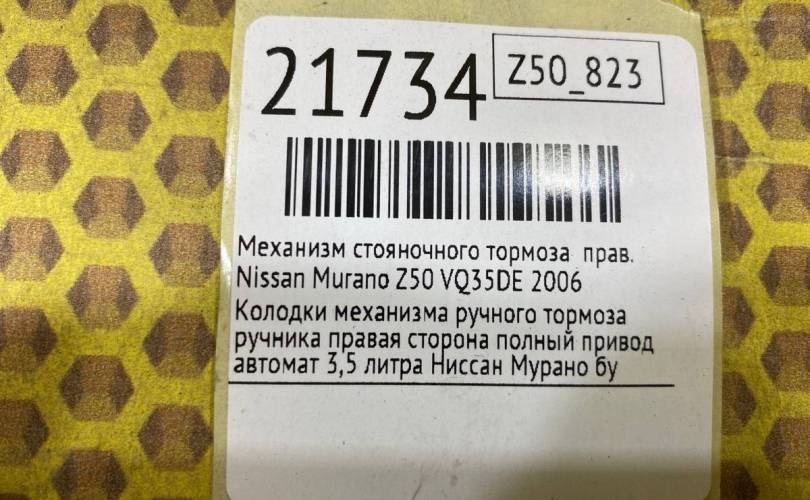 21734
Z50_823
Механизм стояночного тормоза прав.
Nissan Murano Z50 VQ35DE 2006
Колодки механизма ручного тормоза
ручника правая сторона полный привод
автомат 3,5 литра Ниссан Мурано бу